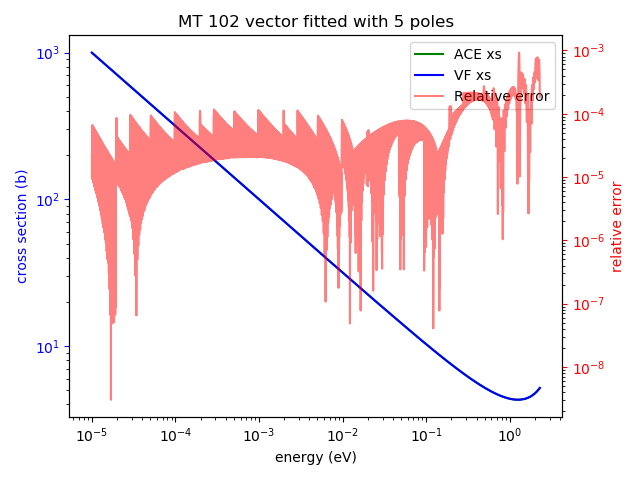 MT 102 vector fitted with 5 poles
ACE xs
VF xs
Relative error
cross section (b)
10³
10²
10¹
relative error
10⁻³
10⁻⁴
10⁻⁵
10⁻⁶
10⁻⁷
10⁻⁸
10⁻⁵ 10⁻⁴ 10⁻³ 10⁻² 10⁻¹ 10⁰
energy (eV)